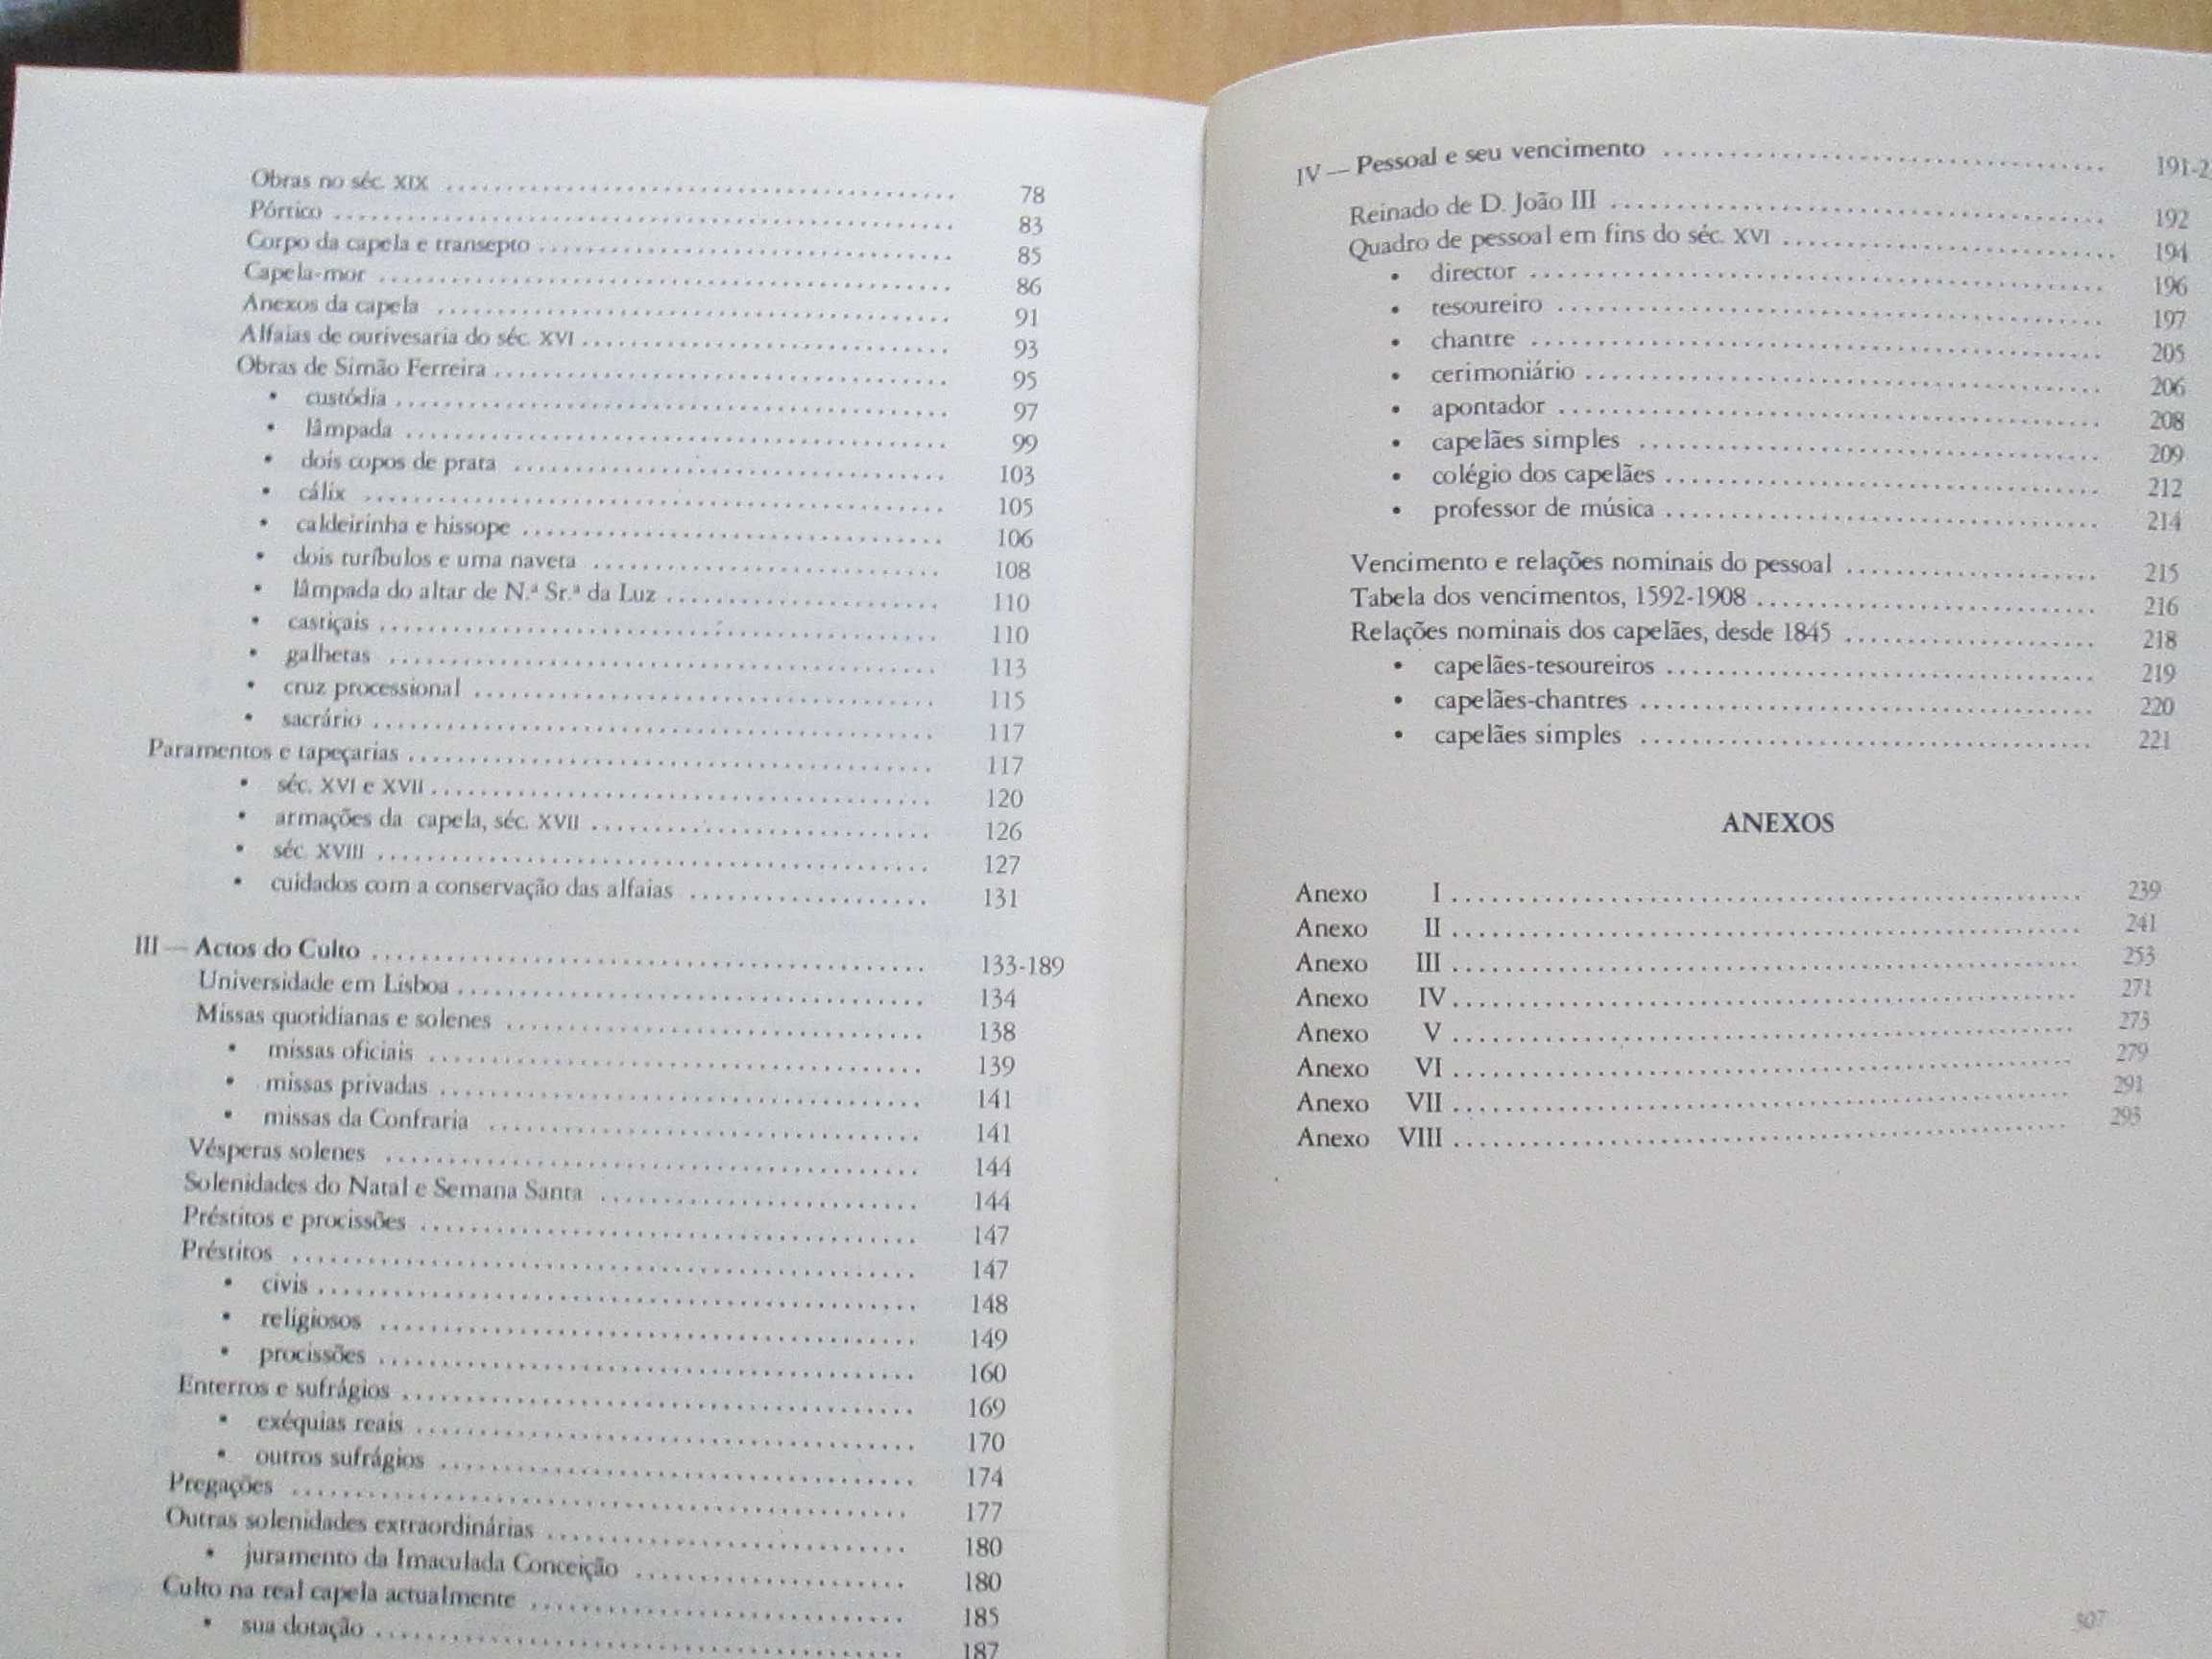 Obras no séc. XIX ........ 78
Pórtico ........ 83
Corpo da capela e transepto ........ 85
Capela-mor ........ 86
Anexos da capela ........ 91
Alfaias de ourivesaria do séc. XVI ........ 93
Obras de Simão Ferreira ........ 95
• custódia ........ 97
• lâmpada ........ 99
• dois copos de prata ........ 103
• cálix ........ 105
• caldeirinha e hissope ........ 106
• dois turíbulos e uma naveta ........ 108
• lâmpada do altar de N.ª Sr.ª da Luz ........ 110
• castiçais ........ 110
• galhetas ........ 113
• cruz processional ........ 115
• sacrário ........ 117
Paramentos e tapeçarias ........ 117
• séc. XVI e XVII ........ 120
• armações da capela, séc. XVII ........ 126
• séc. XVIII ........ 127
• cuidados com a conservação das alfaias ........ 131
III — Actos do Culto ........ 133-189
Universidade em Lisboa ........ 134
Missas quotidianas e solenes ........ 138
• missas oficiais ........ 139
• missas privadas ........ 141
• missas da Confraria ........ 141
Vésperas solenes ........ 144
Solenidades do Natal e Semana Santa ........ 144
Préstitos e procissões ........ 147
Préstitos ........ 147
• civis ........ 148
• religiosos ........ 149
• procissões ........ 160
Enterros e sufrágios ........ 169
• exéquias reais ........ 170
• outros sufrágios ........ 174
Pregações ........ 177
Outras solenidades extraordinárias ........ 180
• juramento da Imaculada Conceição ........ 180
Culto na real capela actualmente ........ 185
• sua dotação ........ 187
IV — Pessoal e seu vencimento ........ 191-2
Reinado de D. João III ........ 192
Quadro de pessoal em fins do séc. XVI ........ 194
• director ........ 196
• tesoureiro ........ 197
• chantre ........ 205
• cerimoniário ........ 206
• apontador ........ 208
• capelães simples ........ 209
• colégio dos capelães ........ 212
• professor de música ........ 214
Vencimento e relações nominais do pessoal ........ 215
Tabela dos vencimentos, 1592-1908 ........ 216
Relações nominais dos capelães, desde 1845 ........ 218
• capelães-tesoureiros ........ 219
• capelães-chantres ........ 220
• capelães simples ........ 221
ANEXOS
Anexo I ........ 239
Anexo II ........ 241
Anexo III ........ 253
Anexo IV ........ 271
Anexo V ........ 273
Anexo VI ........ 279
Anexo VII ........ 291
Anexo VIII ........ 293
307